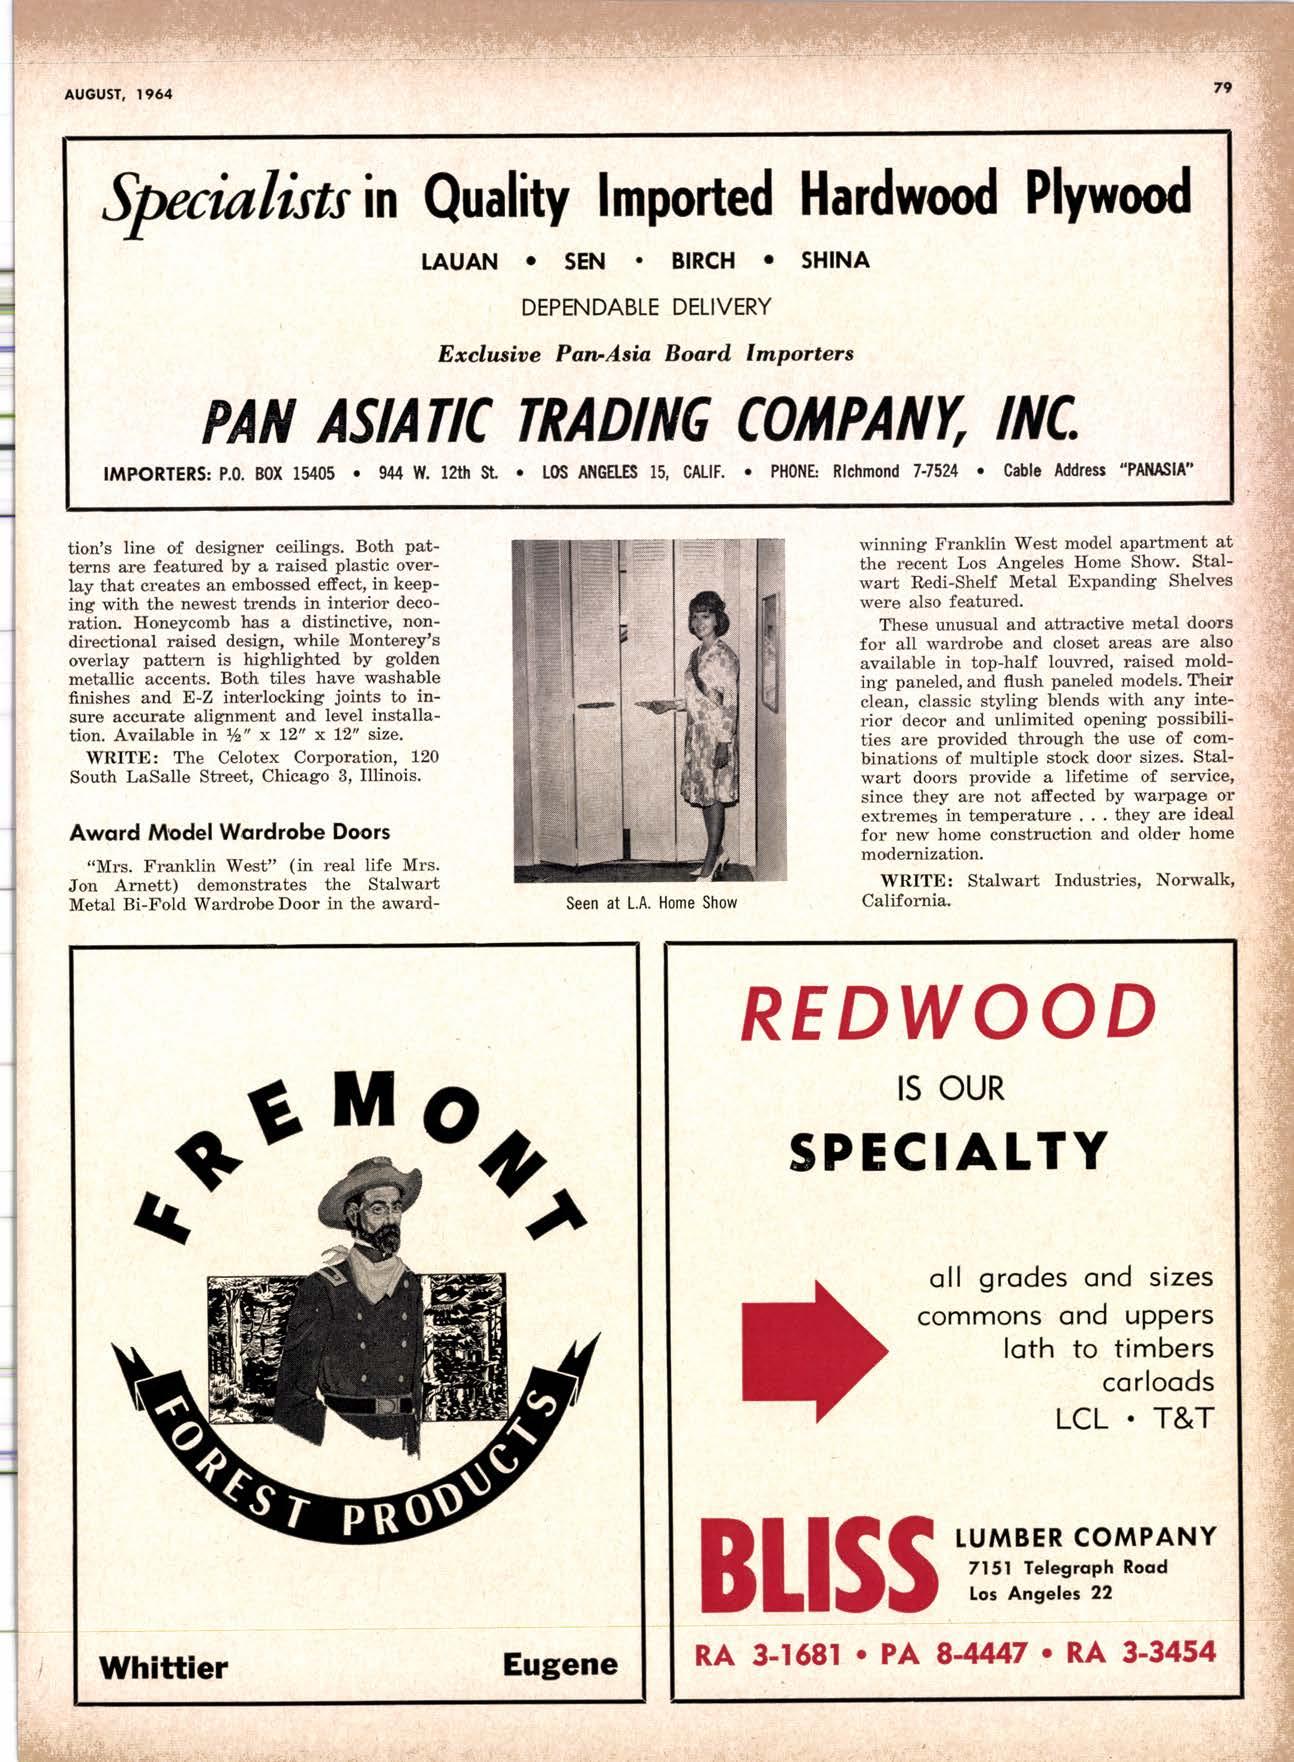 AUGUST, 1964
79
Specialists in Quality Imported Hardwood Plywood
LAUAN • SEN • BIRCH • SHINA
DEPENDABLE DELIVERY
Exclusive Pan-Asia Board Importers
PAN ASIATIC TRADING COMPANY, INC.
IMPORTERS: P.O. BOX 15405 • 944 W. 12th St. • LOS ANGELES 15, CALIF. • PHONE: RIchmond 7-7524 • Cable Address "PANASIA"
tion's line of designer ceilings. Both pat-
terns are featured by a raised plastic over-
lay that creates an embossed effect, in keep-
ing with the newest trends in interior deco-
ration. Honeycomb has a distinctive, non-
directional raised design, while Monterey's
overlay pattern is highlighted by golden
metallic accents. Both tiles have washable
finishes and E-Z interlocking joints to in-
sure accurate alignment and level installa-
tion. Available in ½" x 12" x 12" size.
WRITE: The Celotex Corporation, 120
South LaSalle Street, Chicago 3, Illinois.
Award Model Wardrobe Doors
"Mrs. Franklin West" (in real life Mrs.
Jon Arnett) demonstrates the Stalwart
Metal Bi-Fold Wardrobe Door in the award-
Seen at L.A. Home Show
winning Franklin West model apartment at
the recent Los Angeles Home Show. Stal-
wart Redi-Shelf Metal Expanding Shelves
were also featured.
These unusual and attractive metal doors
for all wardrobe and closet areas are also
available in top-half louvred, raised mold-
ing paneled, and flush paneled models. Their
clean, classic styling blends with any inte-
rior decor and unlimited opening possibili-
ties are provided through the use of com-
binations of multiple stock door sizes. Stal-
wart doors provide a lifetime of service,
since they are not affected by warpage or
extremes in temperature . . . they are ideal
for new home construction and older home
modernization.
WRITE: Stalwart Industries, Norwalk,
California.
FREMONT
FOREST PRODUCTS
Whittier Eugene
REDWOOD
IS OUR
SPECIALTY
all grades and sizes
commons and uppers
lath to timbers
carloads
LCL • T&T
BLISS LUMBER COMPANY
7151 Telegraph Road
Los Angeles 22
RA 3-1681 • PA 8-4447 • RA 3-3454